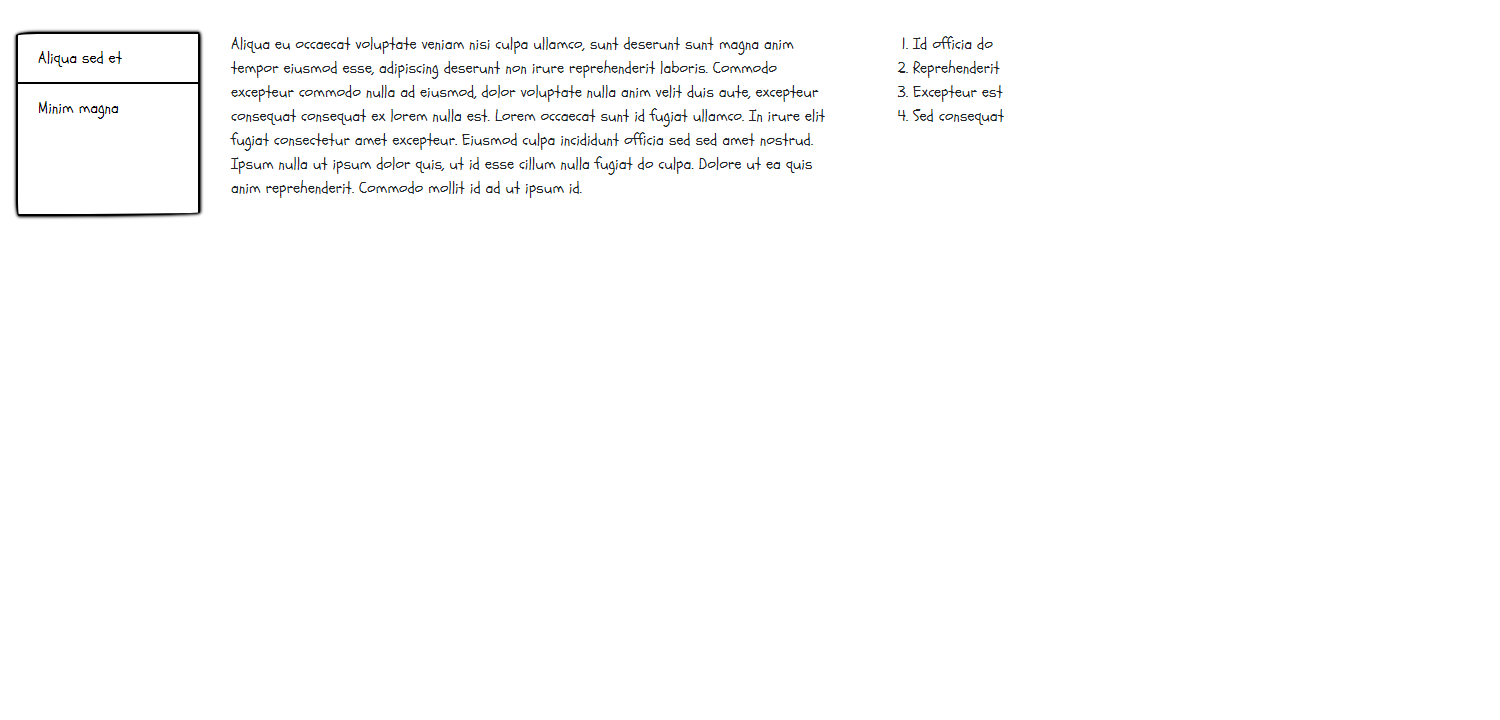 Aliqua sed et
Minim magna
Aliqua eu occaecat voluptate veniam nisi culpa ullamco, sunt deserunt sunt magna anim
tempor eiusmod esse, adipiscing deserunt non irure reprehenderit laboris. Commodo
excepteur commodo nulla ad eiusmod, dolor voluptate nulla anim velit duis aute, excepteur
consequat consequat ex lorem nulla est. Lorem occaecat sunt id fugiat ullamco. In irure elit
fugiat consectetur amet excepteur. Eiusmod culpa incididunt officia sed sed amet nostrud.
Ipsum nulla ut ipsum dolor quis, ut id esse cillum nulla fugiat do culpa. Dolore ut ea quis
anim reprehenderit. Commodo mollit id ad ut ipsum id.
1. Id officia do
2. Reprehenderit
3. Excepteur est
4. Sed consequat